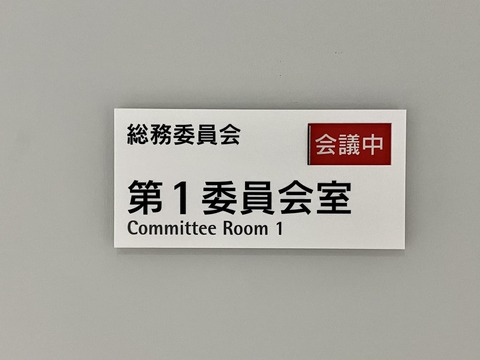 総務委員会
会議中
第1委員会室
Committee Room 1